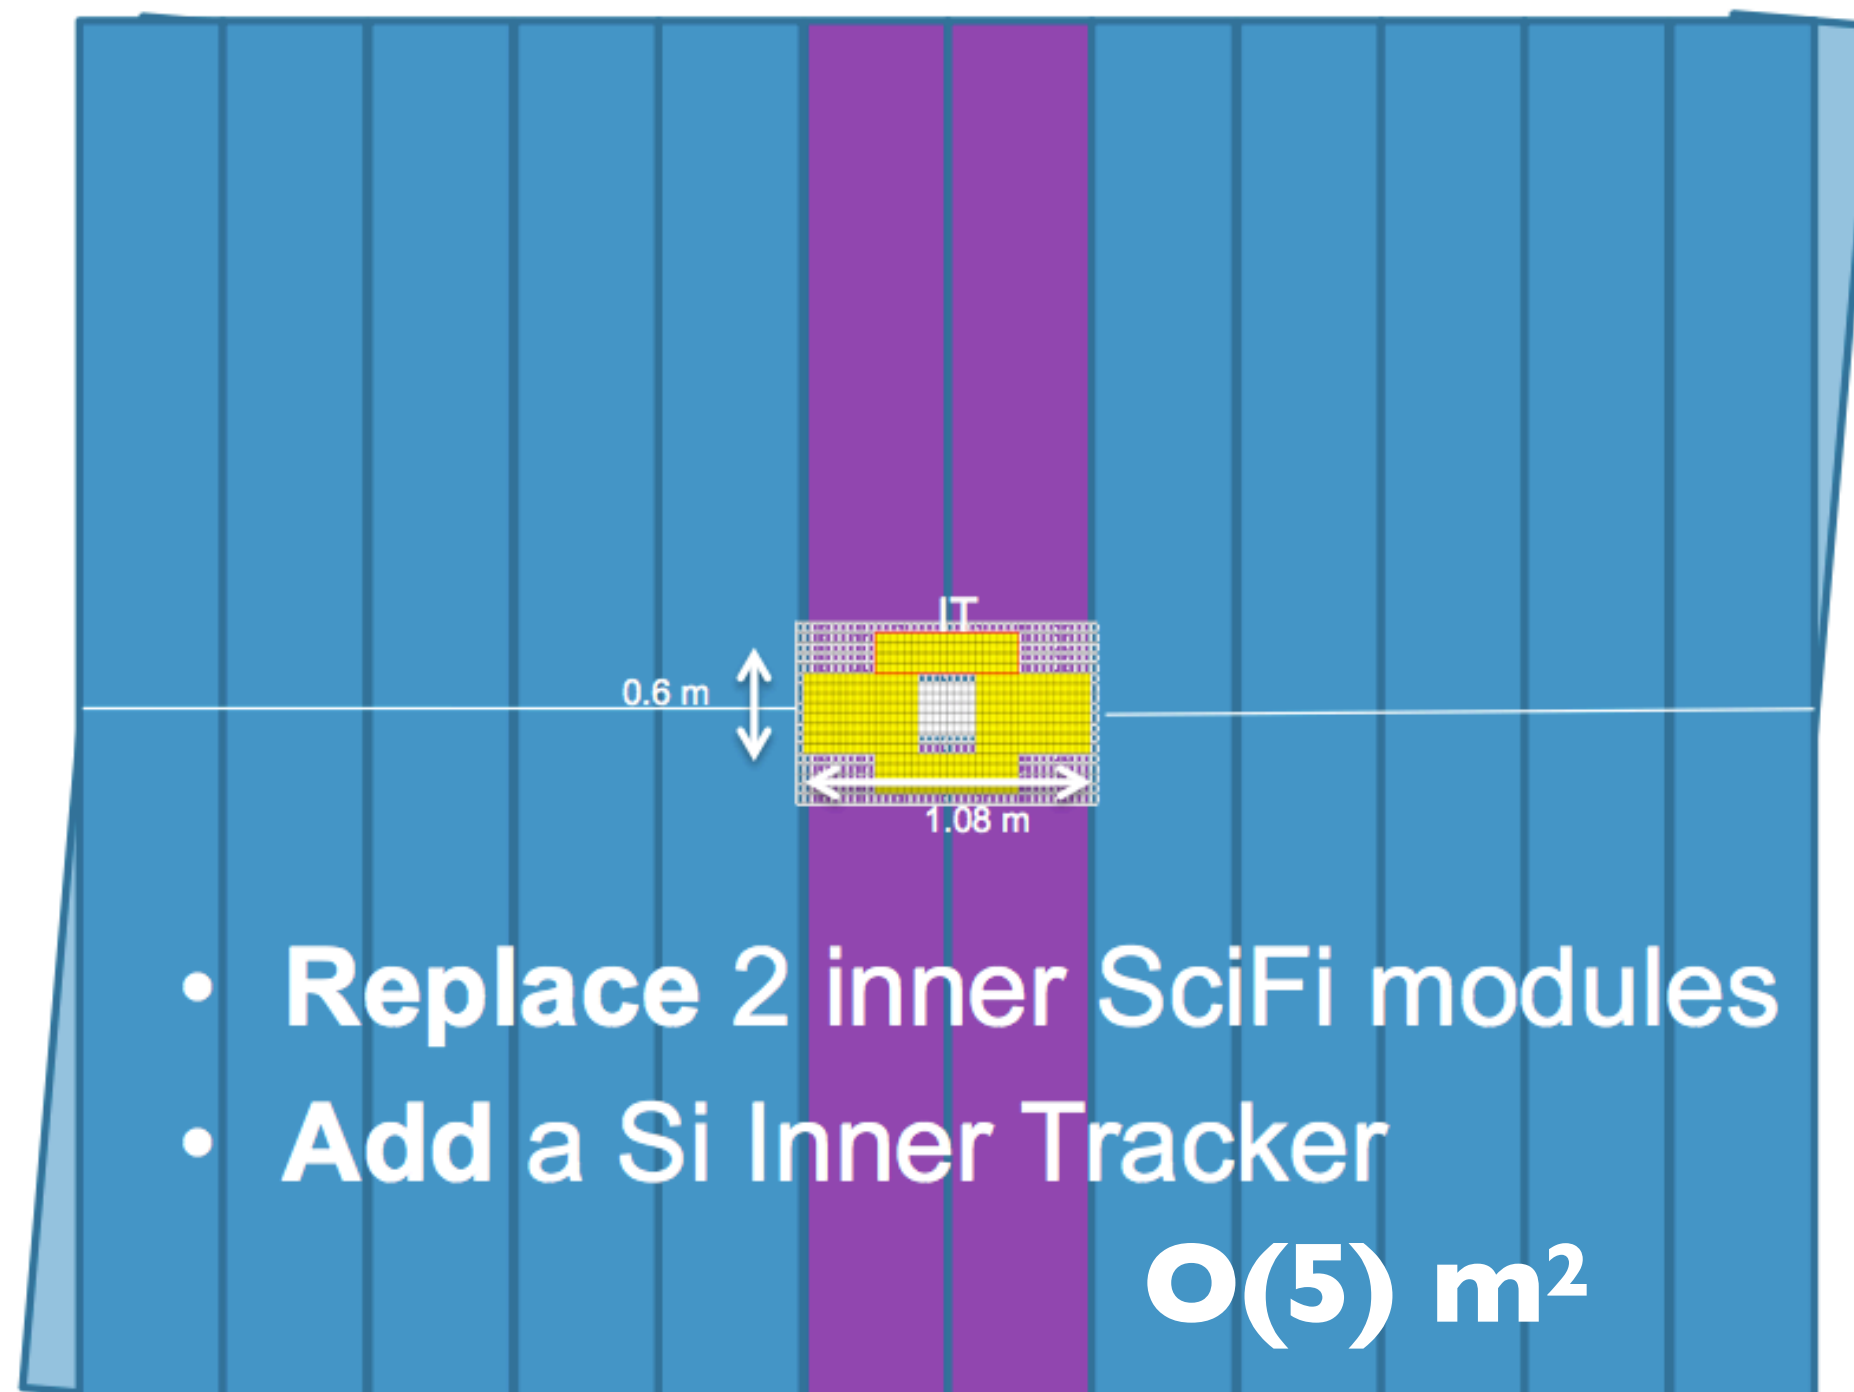 IT
0.6 m
1.08 m
• Replace 2 inner SciFi modules
• Add a Si Inner Tracker
O(5) m²